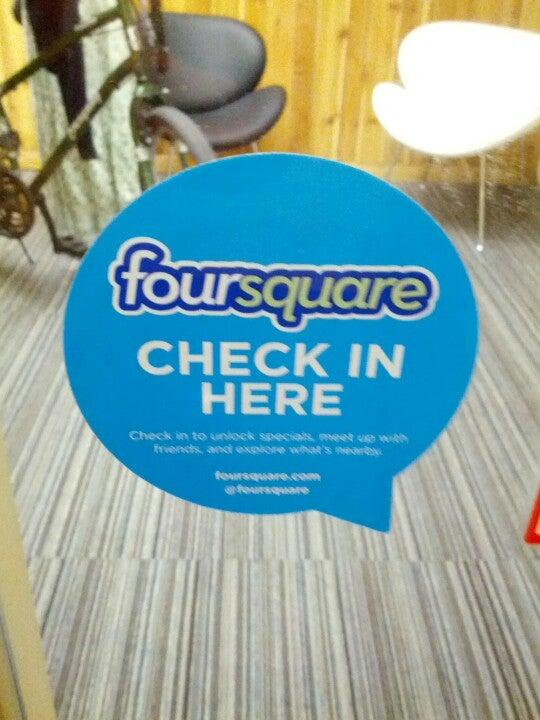 foursquare
CHECK IN
HERE
Check in to unlock specials, meet up with
friends, and explore what's nearby.
foursquare.com
@foursquare